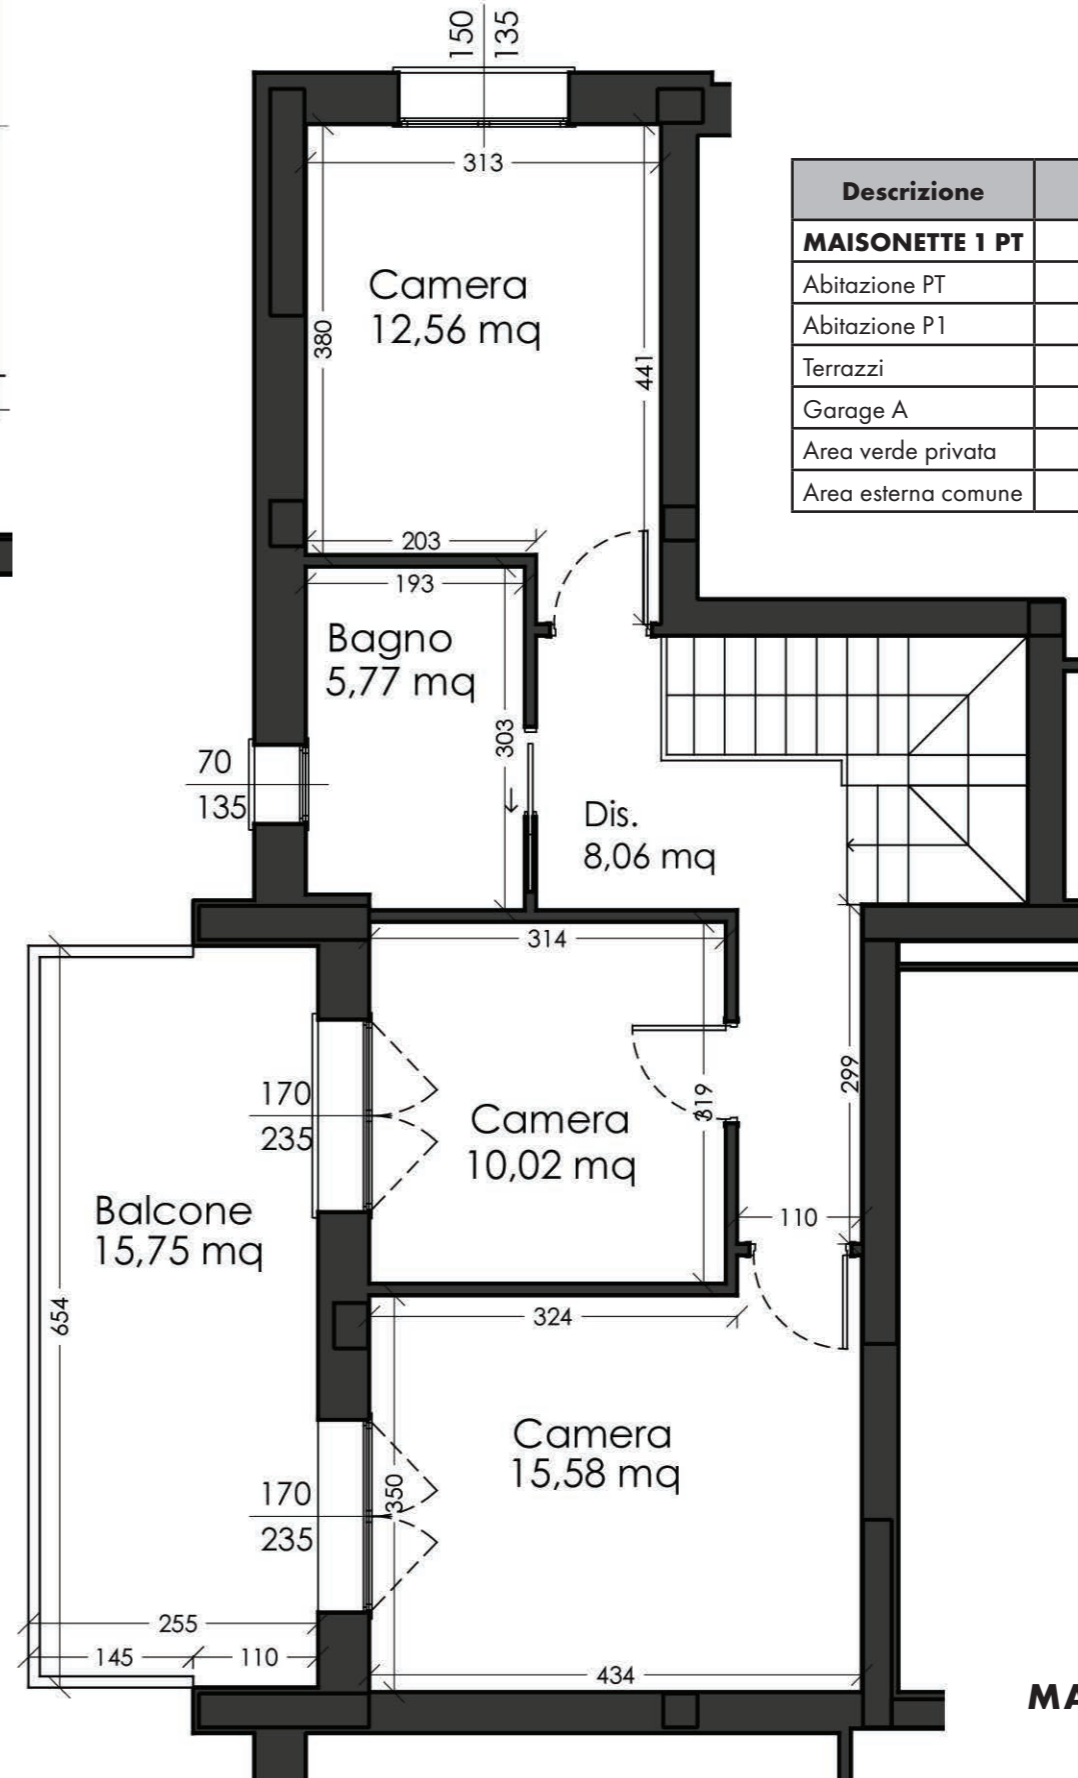 150
135
313
Camera
12,56 mq
380
441
203
193
Bagno
5,77 mq
303
70
135
Dis.
8,06 mq
314
170
235
Camera
10,02 mq
319
299
110
Balcone
15,75 mq
654
324
Camera
15,58 mq
170
235
350
255
145
110
434
Descrizione
MAISONETTE 1 PT
Abitazione PT
Abitazione P1
Terrazzi
Garage A
Area verde privata
Area esterna comune
MA